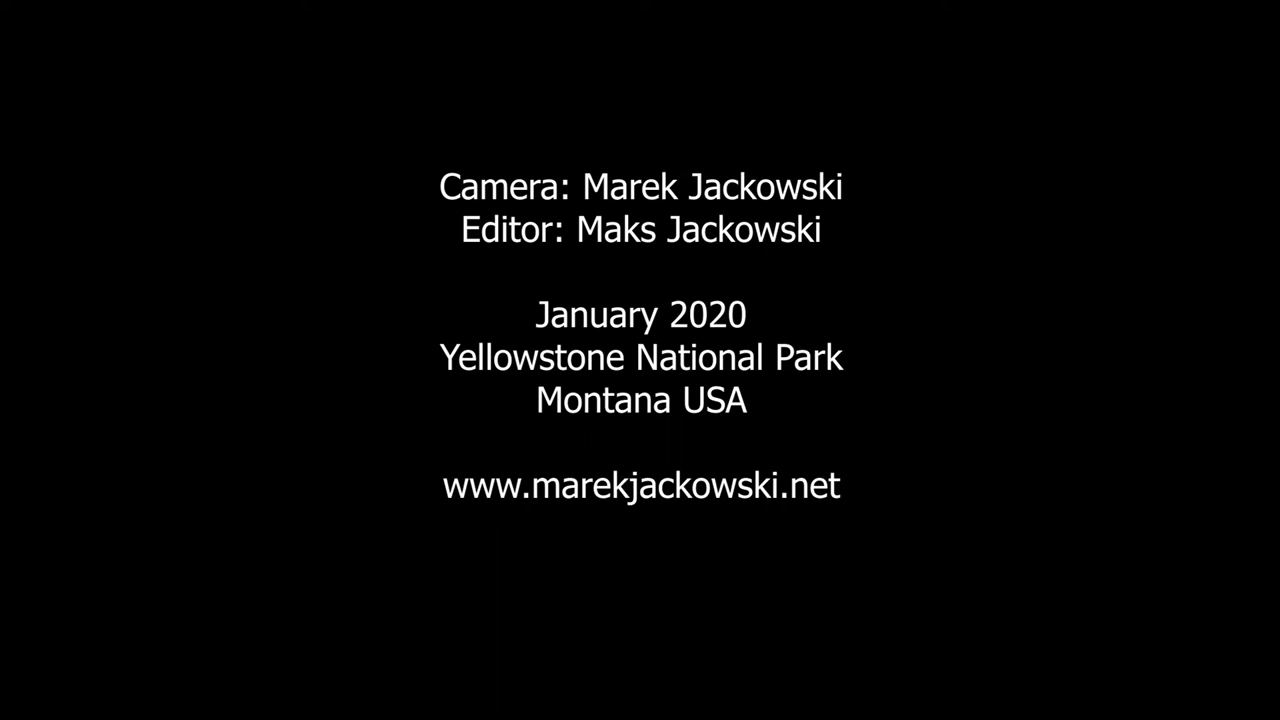 Camera: Marek Jackowski
Editor: Maks Jackowski
January 2020
Yellowstone National Park
Montana USA
www.marekjackowski.net